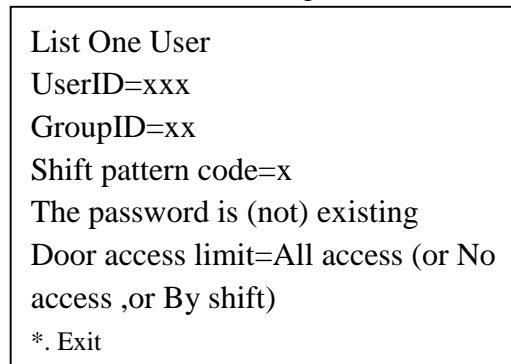 List One User
UserID=xxx
GroupID=xx
Shift pattern code=x
The password is (not) existing
Door access limit=All access (or No
access ,or By shift)
*. Exit